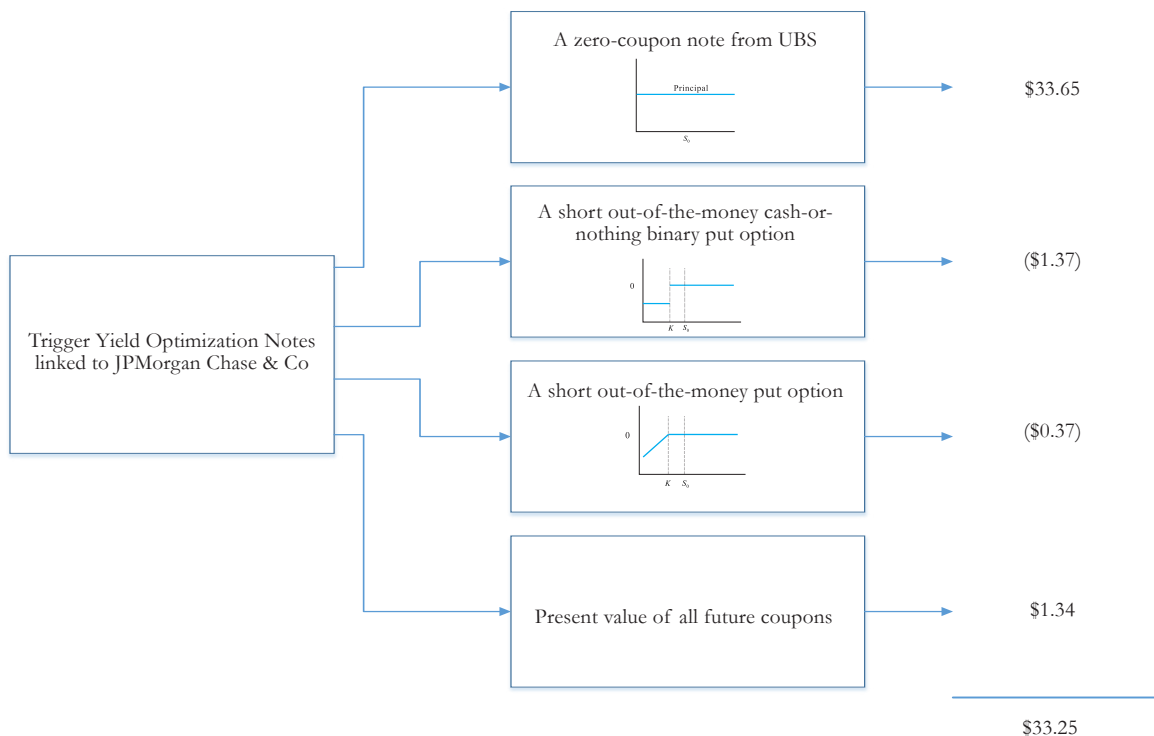 Trigger Yield Optimization Notes
linked to JPMorgan Chase & Co
A zero-coupon note from UBS
Principal
S₀
$33.65
A short out-of-the-money cash-or-
nothing binary put option
0
K S₀
($1.37)
A short out-of-the-money put option
0
K S₀
($0.37)
Present value of all future coupons
$1.34
$33.25